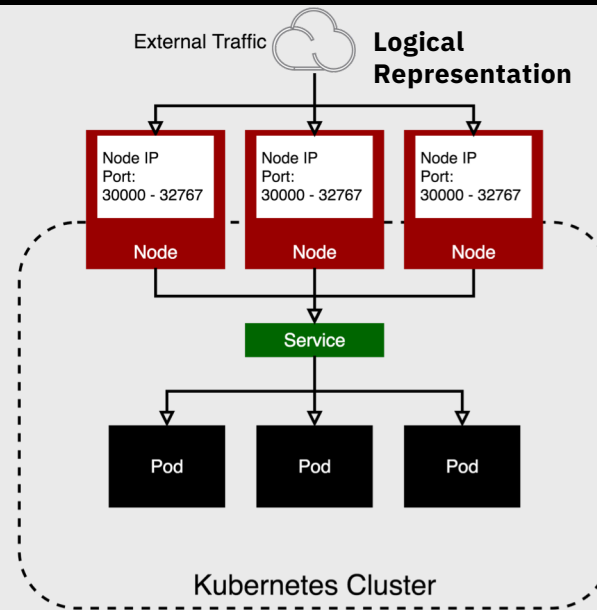 External Traffic
Logical
Representation
Node IP
Port:
30000 - 32767
Node
Node IP
Port:
30000 - 32767
Node
Node IP
Port:
30000 - 32767
Node
Service
Pod
Pod
Pod
Kubernetes Cluster